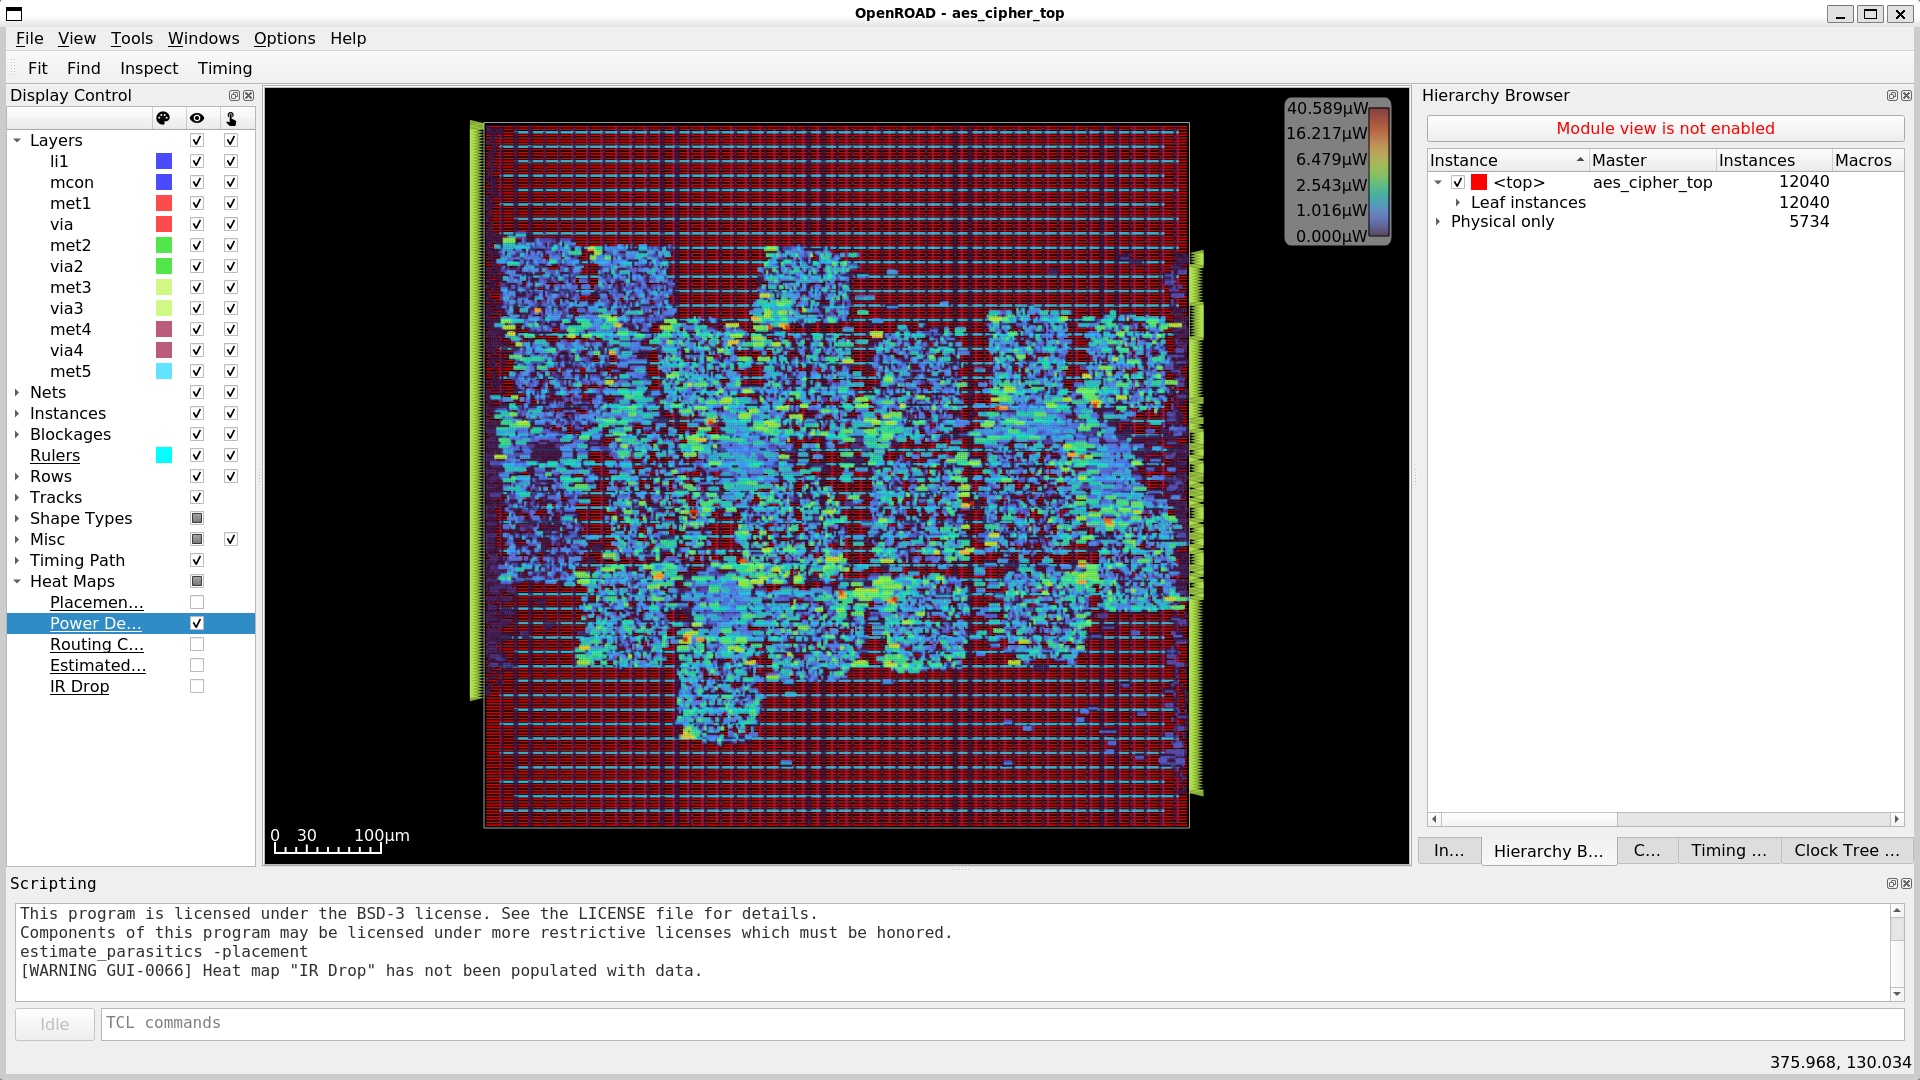 OpenROAD - aes_cipher_top
File View Tools Windows Options Help
Fit Find Inspect Timing
Display Control
Layers
li1
mcon
met1
via
met2
via2
met3
via3
met4
via4
met5
Nets
Instances
Blockages
Rulers
Rows
Tracks
Shape Types
Misc
Timing Path
Heat Maps
Placemen...
Power De...
Routing C...
Estimated...
IR Drop
40.589μW
16.217μW
6.479μW
2.543μW
1.016μW
0.000μW
0 30 100μm
Hierarchy Browser
Module view is not enabled
Instance Master Instances Macros
<top> aes_cipher_top 12040
Leaf instances 12040
Physical only 5734
In... Hierarchy B... C... Timing ... Clock Tree ...
Scripting
This program is licensed under the BSD-3 license. See the LICENSE file for details.
Components of this program may be licensed under more restrictive licenses which must be honored.
estimate_parasitics -placement
[WARNING GUI-0066] Heat map "IR Drop" has not been populated with data.
Idle TCL commands
375.968, 130.034